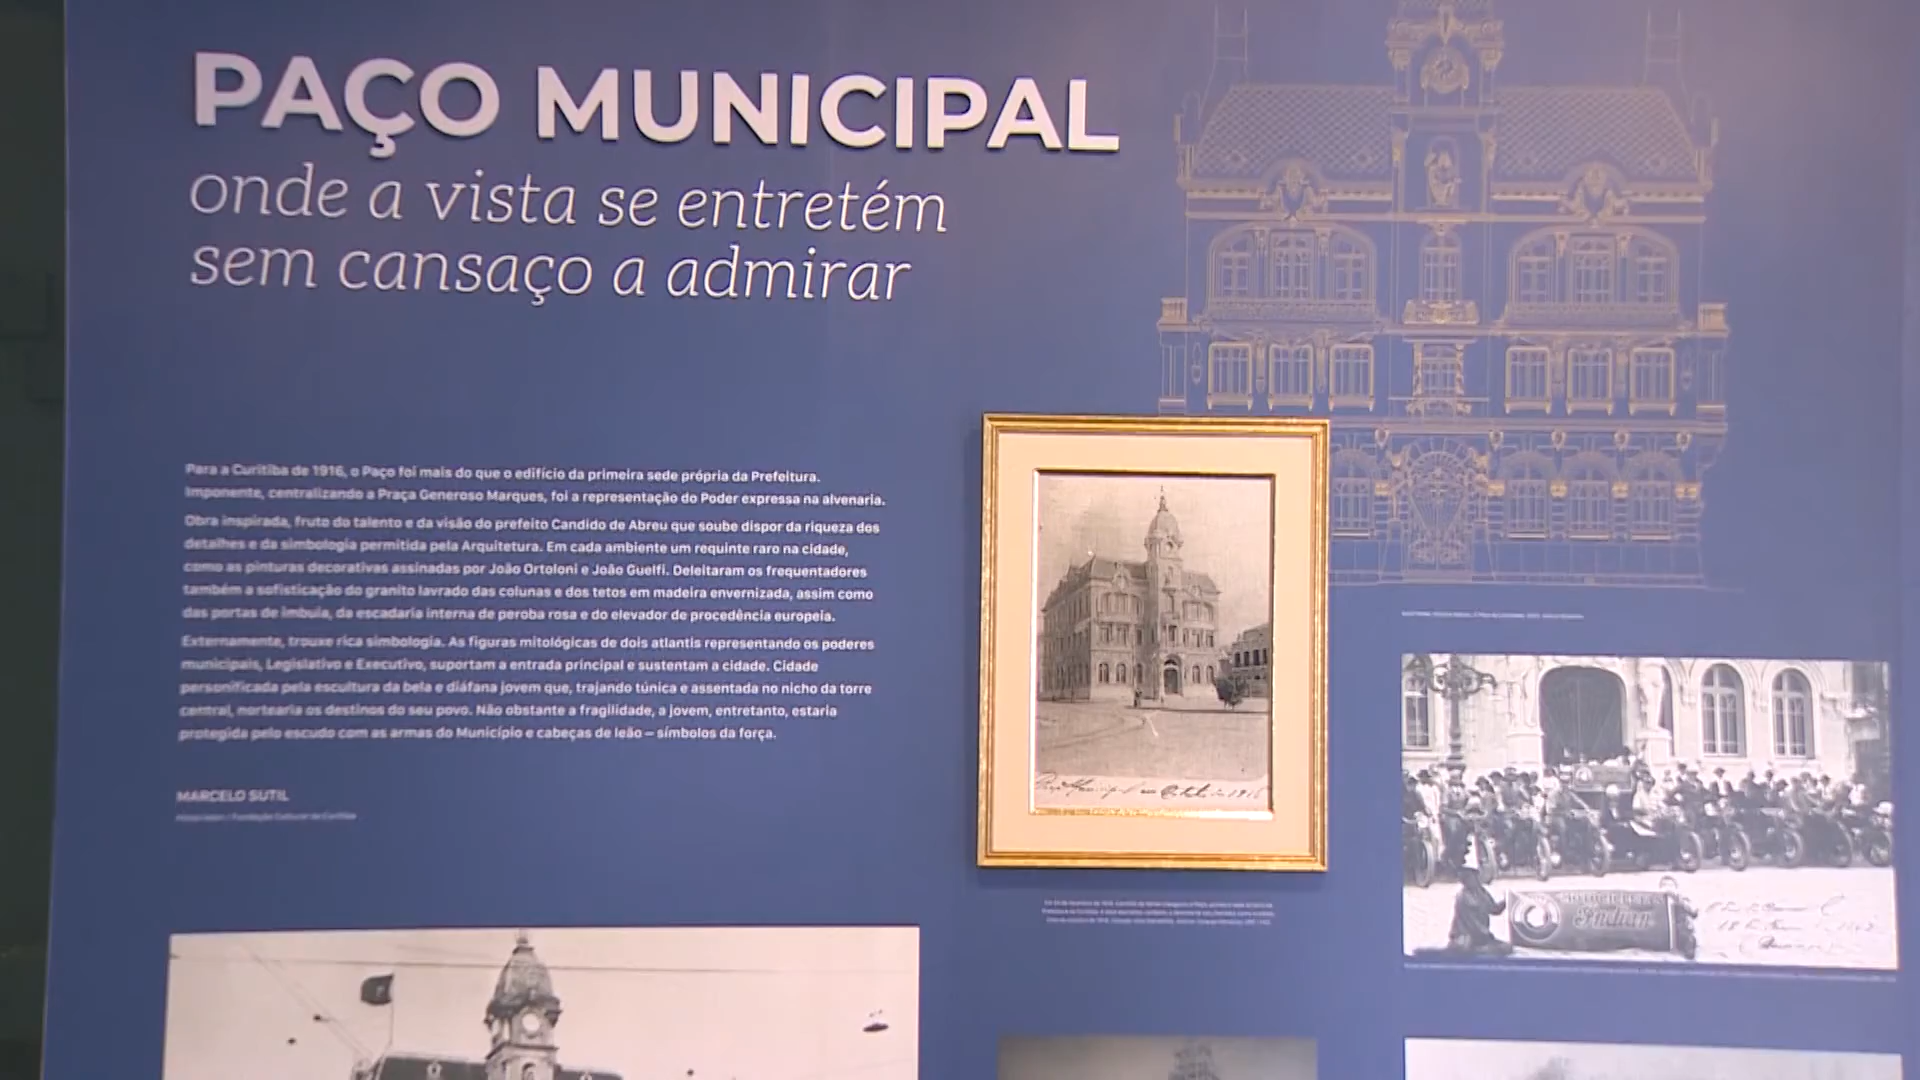 PAÇO MUNICIPAL
onde a vista se entretém
sem cansaço a admirar
Para a Curitiba de 1916, o Paço foi mais do que o edifício da primeira sede própria da Prefeitura.
Imponente, centralizando a Praça Generoso Marques, foi a representação do Poder expressa na alvenaria.
Obra inspirada, fruto do talento e da visão do prefeito Candido de Abreu que soube dispor da riqueza dos
detalhes e da simbologia permitida pela Arquitetura. Em cada ambiente um requinte raro na cidade,
como as pinturas decorativas assinadas por João Ortoloni e João Guelfi. Deleitaram os frequentadores
também a sofisticação do granito lavrado das colunas e dos tetos em madeira envernizada, assim como
das portas de imbuia, da escadaria interna de peroba rosa e do elevador de procedência europeia.
Externamente, trouxe rica simbologia. As figuras mitológicas de dois atlantis representando os poderes
municipais, Legislativo e Executivo, suportam a entrada principal e sustentam a cidade. Cidade
personificada pela escultura da bela e diáfana jovem que, trajando túnica e assentada no nicho da torre
central, nortearia os destinos do seu povo. Não obstante a fragilidade, a jovem, entretanto, estaria
protegida pelo escudo com as armas do Município e cabeças de leão – símbolos da força.
MARCELO SUTIL
Historiador / Fundação Cultural de Curitiba
MOTOCICLETAS
Indian